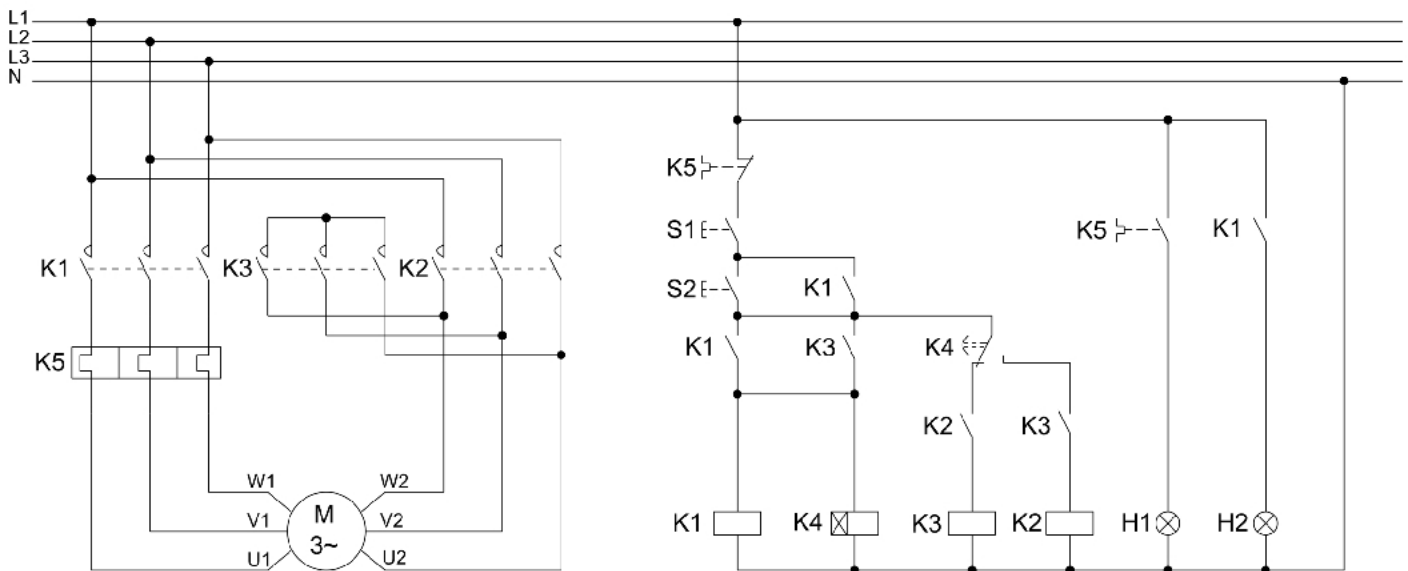 L1
L2
L3
N
K5
S1 K5 K1
K1 K3 K2
S2 K1
K5 K1 K3 K4
K2 K3
W1 W2
M
V1 V2
3~
K1 K4 K3 K2 H1 H2
U1 U2